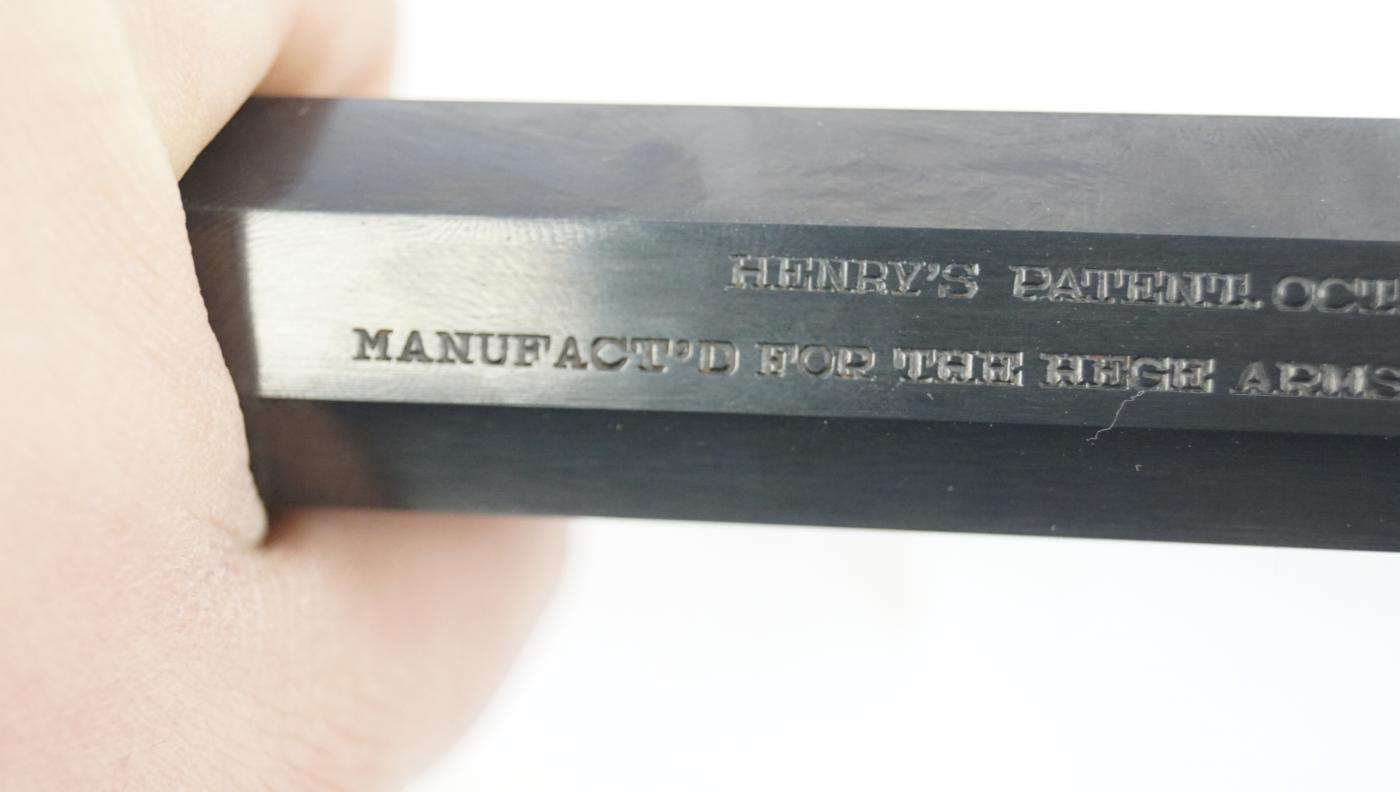 HENRY'S PATENT. OCT
MANUFACT'D FOR THE HEGE ARMS